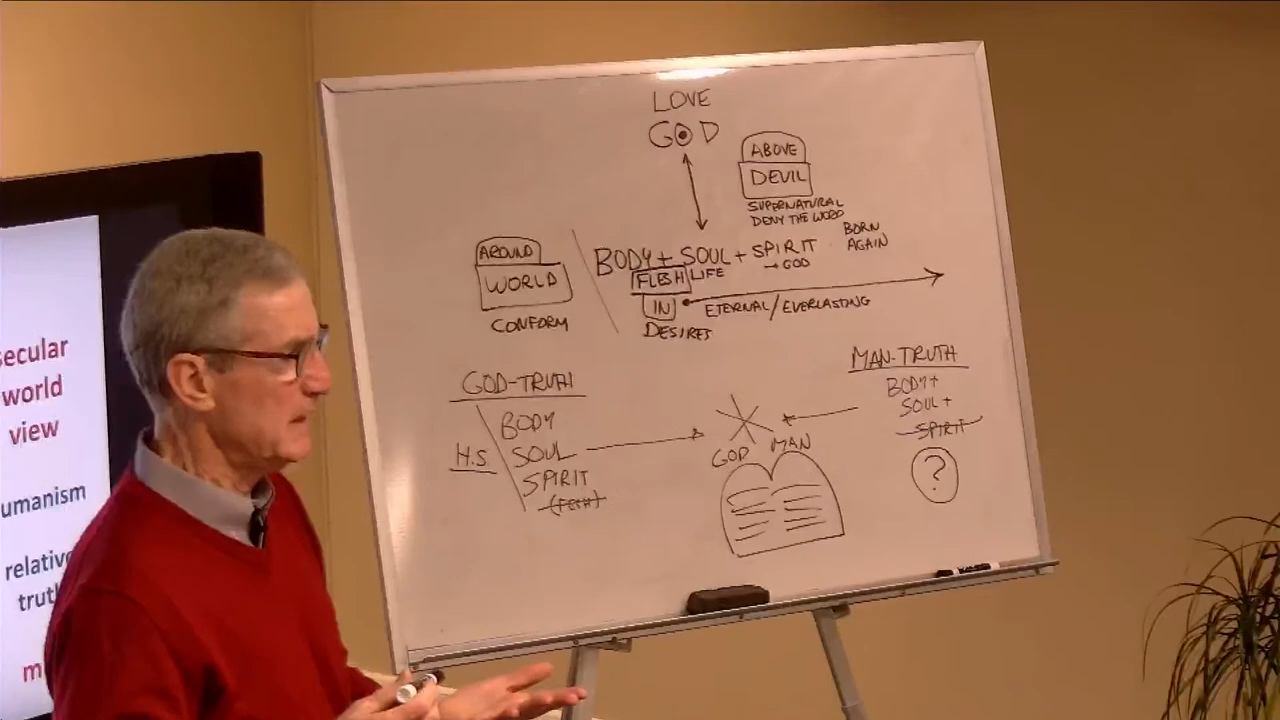 LOVE
GOD
ABOVE
DEVIL
SUPERNATURAL
DENY THE WORD
BORN
AGAIN
AROUND
WORLD
CONFORM
BODY + SOUL + SPIRIT
FLESH LIFE → GOD
IN
DESIRES
ETERNAL/EVERLASTING
GOD-TRUTH
H.S
BODY
SOUL
SPIRIT
GOD MAN
MAN-TRUTH
BODY +
SOUL +
SPIRIT
?
secular
world
view
umanism
relative
trut
m